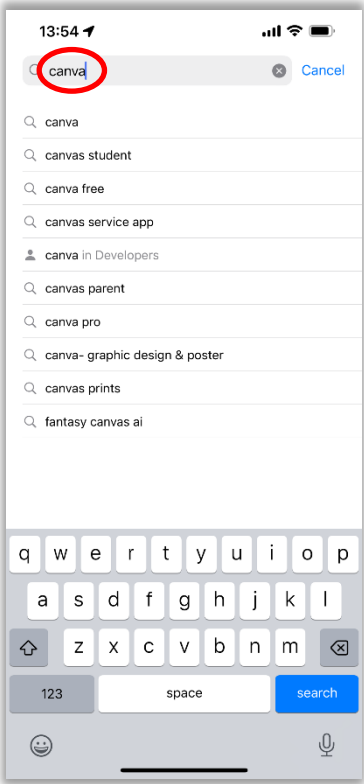 13:54
canva
Cancel
canva
canvas student
canva free
canvas service app
canva in Developers
canvas parent
canva pro
canva- graphic design & poster
canvas prints
fantasy canvas ai
q w e r t y u i o p
a s d f g h j k l
z x c v b n m
123 space search